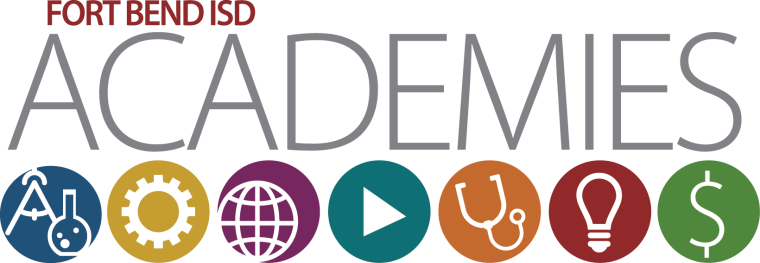 FORT BEND ISD
ACADEMIES
$